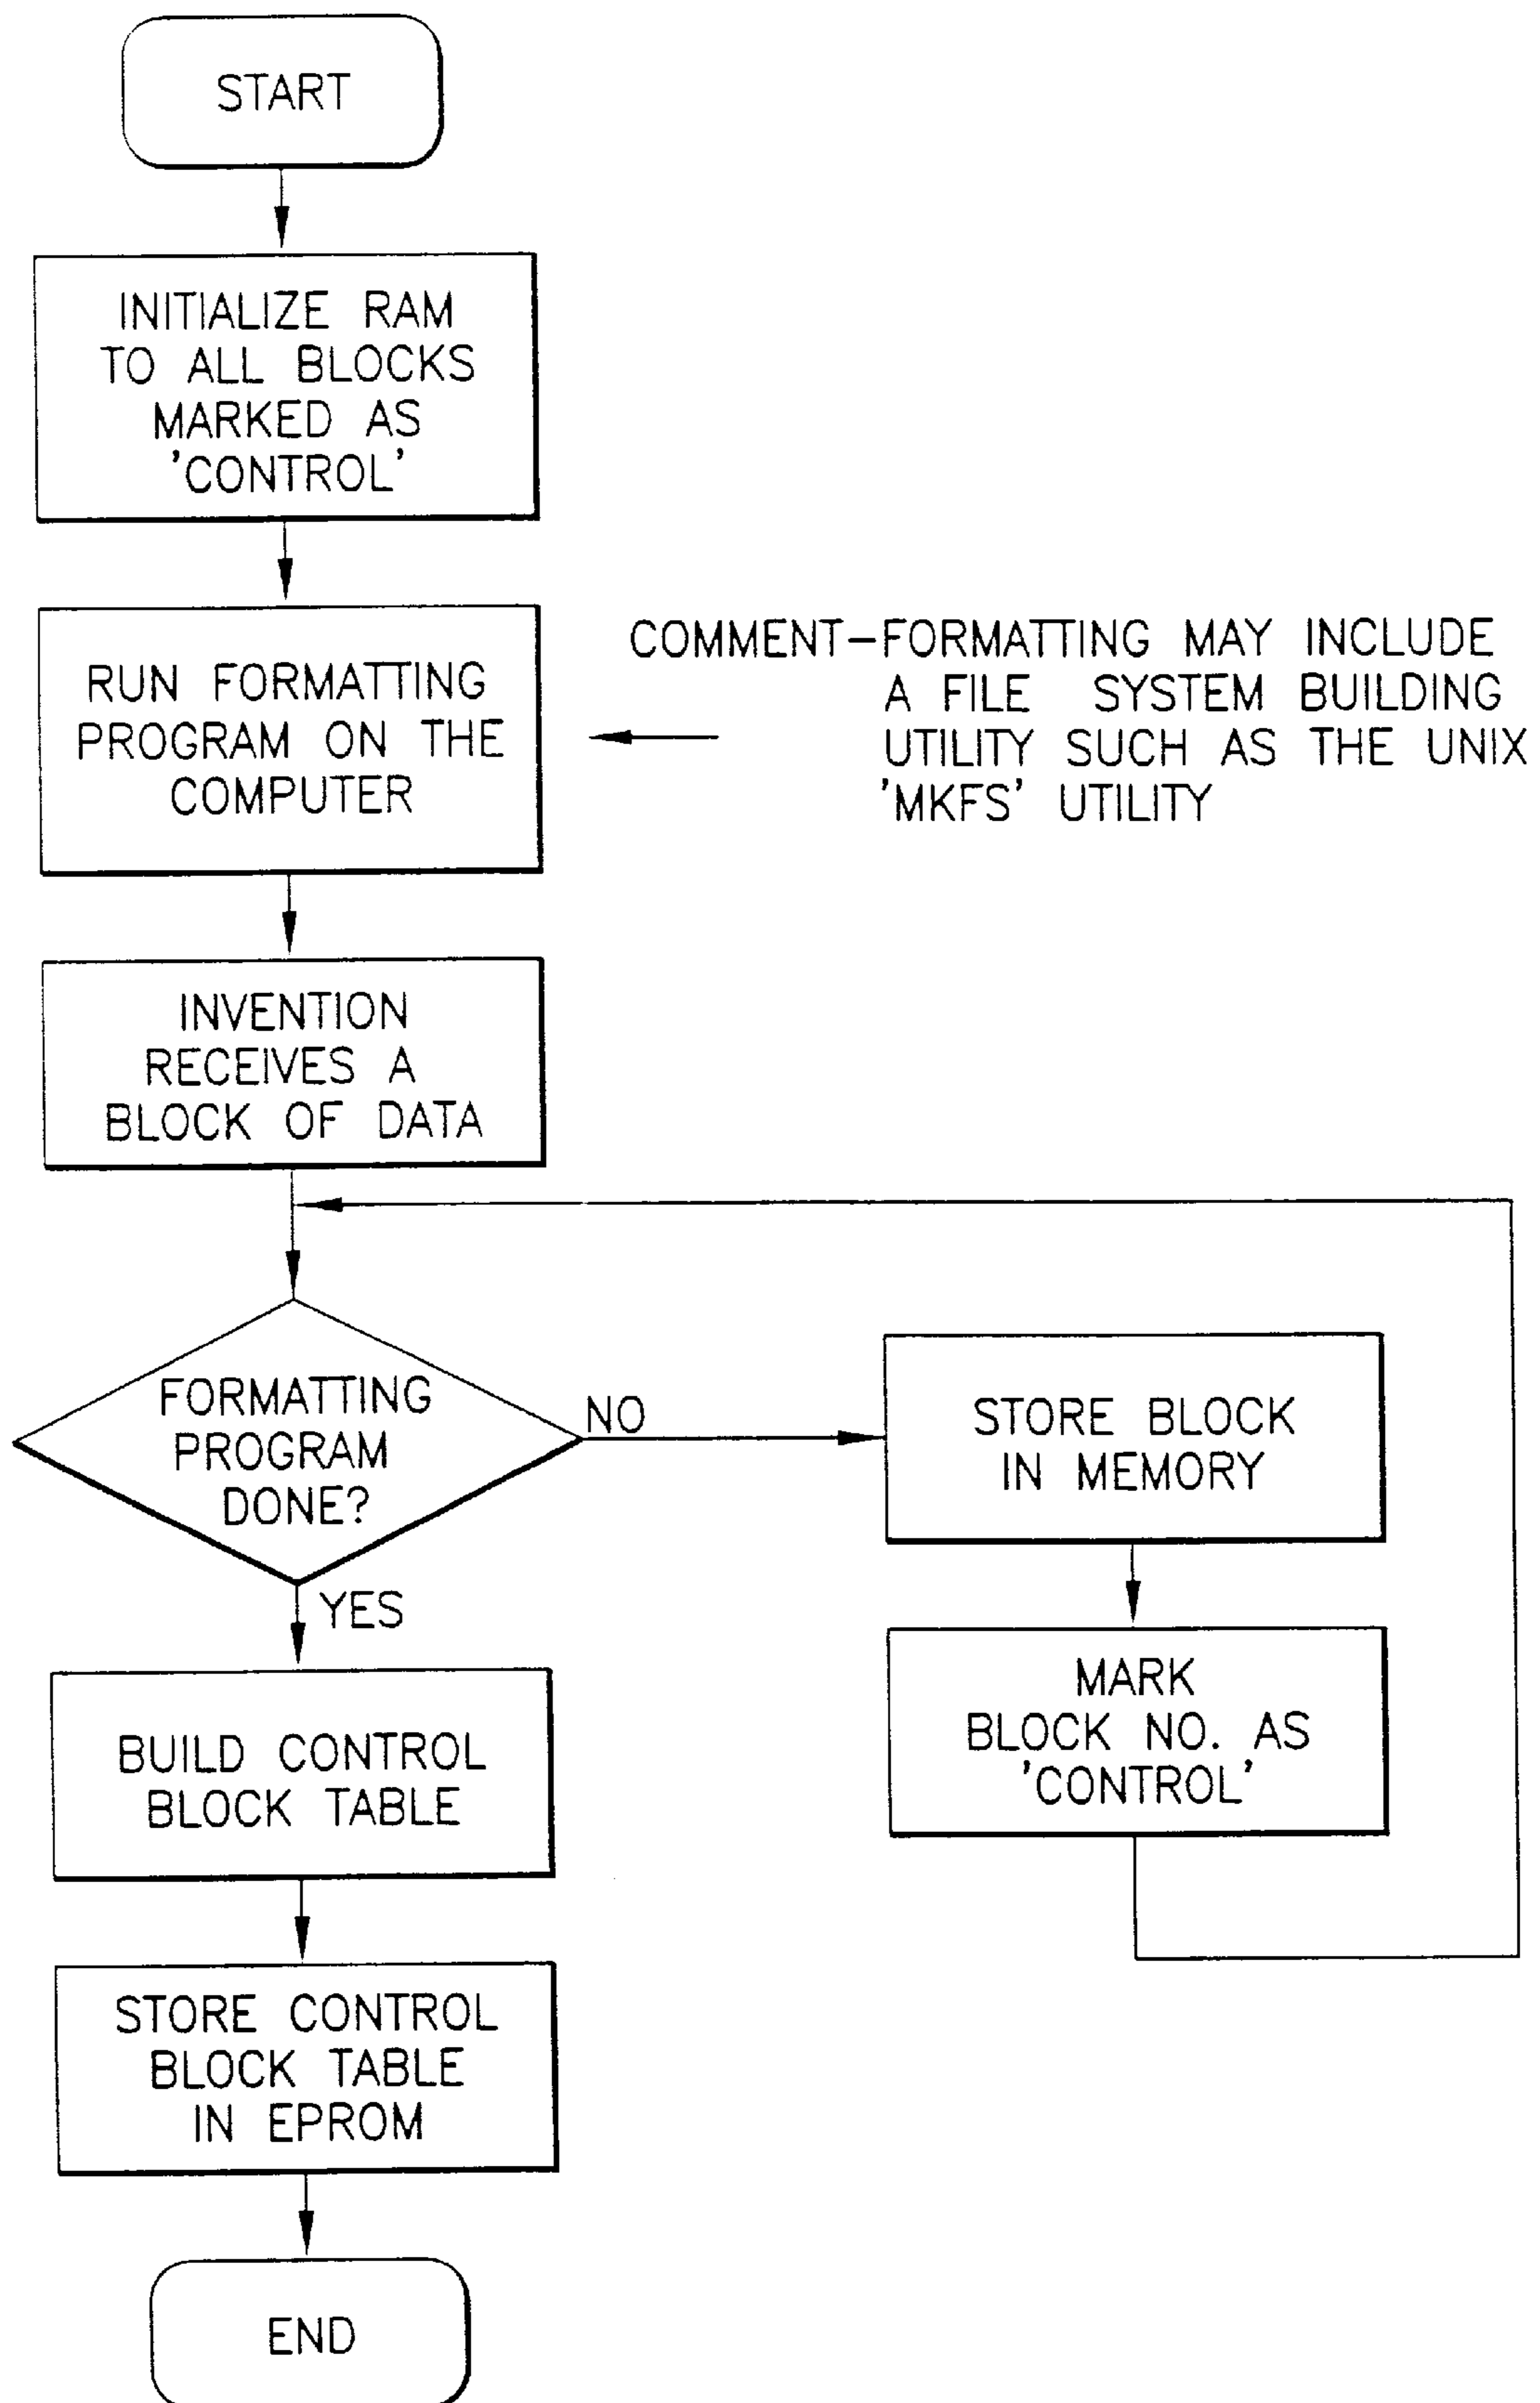 START
INITIALIZE RAM
TO ALL BLOCKS
MARKED AS
'CONTROL'
RUN FORMATTING
PROGRAM ON THE
COMPUTER
COMMENT-FORMATTING MAY INCLUDE
A FILE SYSTEM BUILDING
UTILITY SUCH AS THE UNIX
'MKFS' UTILITY
INVENTION
RECEIVES A
BLOCK OF DATA
FORMATTING
PROGRAM
DONE?
NO
STORE BLOCK
IN MEMORY
MARK
BLOCK NO. AS
'CONTROL'
YES
BUILD CONTROL
BLOCK TABLE
STORE CONTROL
BLOCK TABLE
IN EPROM
END